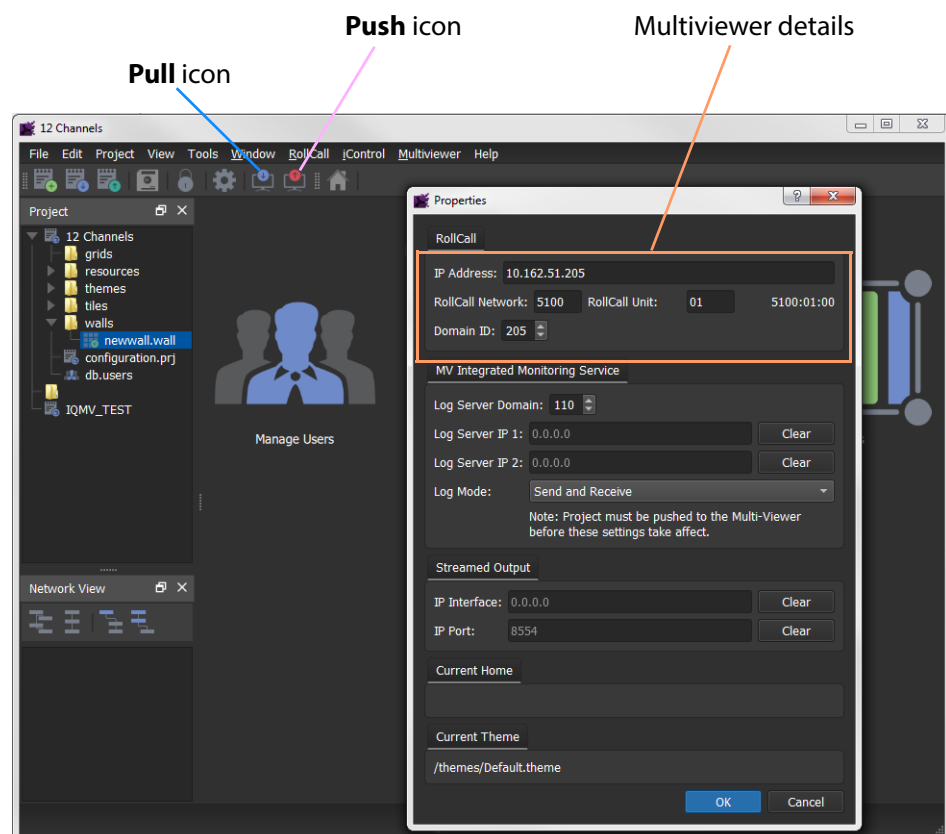 Push icon
Multiviewer details
Pull icon
12 Channels
File Edit Project View Tools Window RollCall iControl Multiviewer Help
Project
12 Channels
grids
resources
themes
tiles
walls
newwall.wall
configuration.prj
db.users
IQMV_TEST
Manage Users
Network View
Properties
RollCall
IP Address: 10.162.51.205
RollCall Network: 5100 RollCall Unit: 01 5100:01:00
Domain ID: 205
MV Integrated Monitoring Service
Log Server Domain: 110
Log Server IP 1: 0.0.0.0 Clear
Log Server IP 2: 0.0.0.0 Clear
Log Mode: Send and Receive
Note: Project must be pushed to the Multi-Viewer
before these settings take affect.
Streamed Output
IP Interface: 0.0.0.0 Clear
IP Port: 8554 Clear
Current Home
Current Theme
/themes/Default.theme
OK Cancel